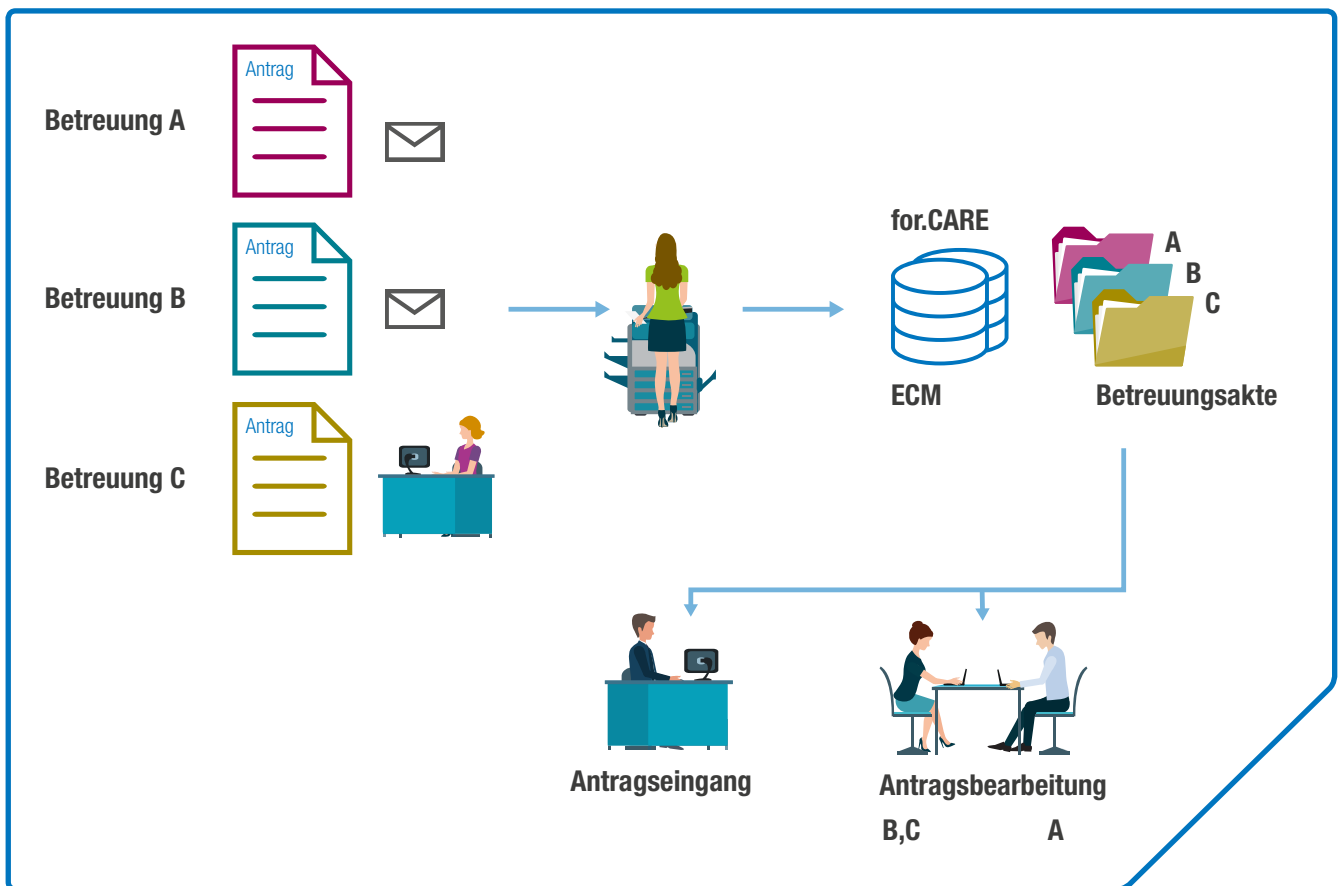 Betreuung A
Antrag
Betreuung B
Antrag
Betreuung C
Antrag
for.CARE
ECM
A
B
C
Betreuungsakte
Antragseingang
Antragsbearbeitung
B,C A